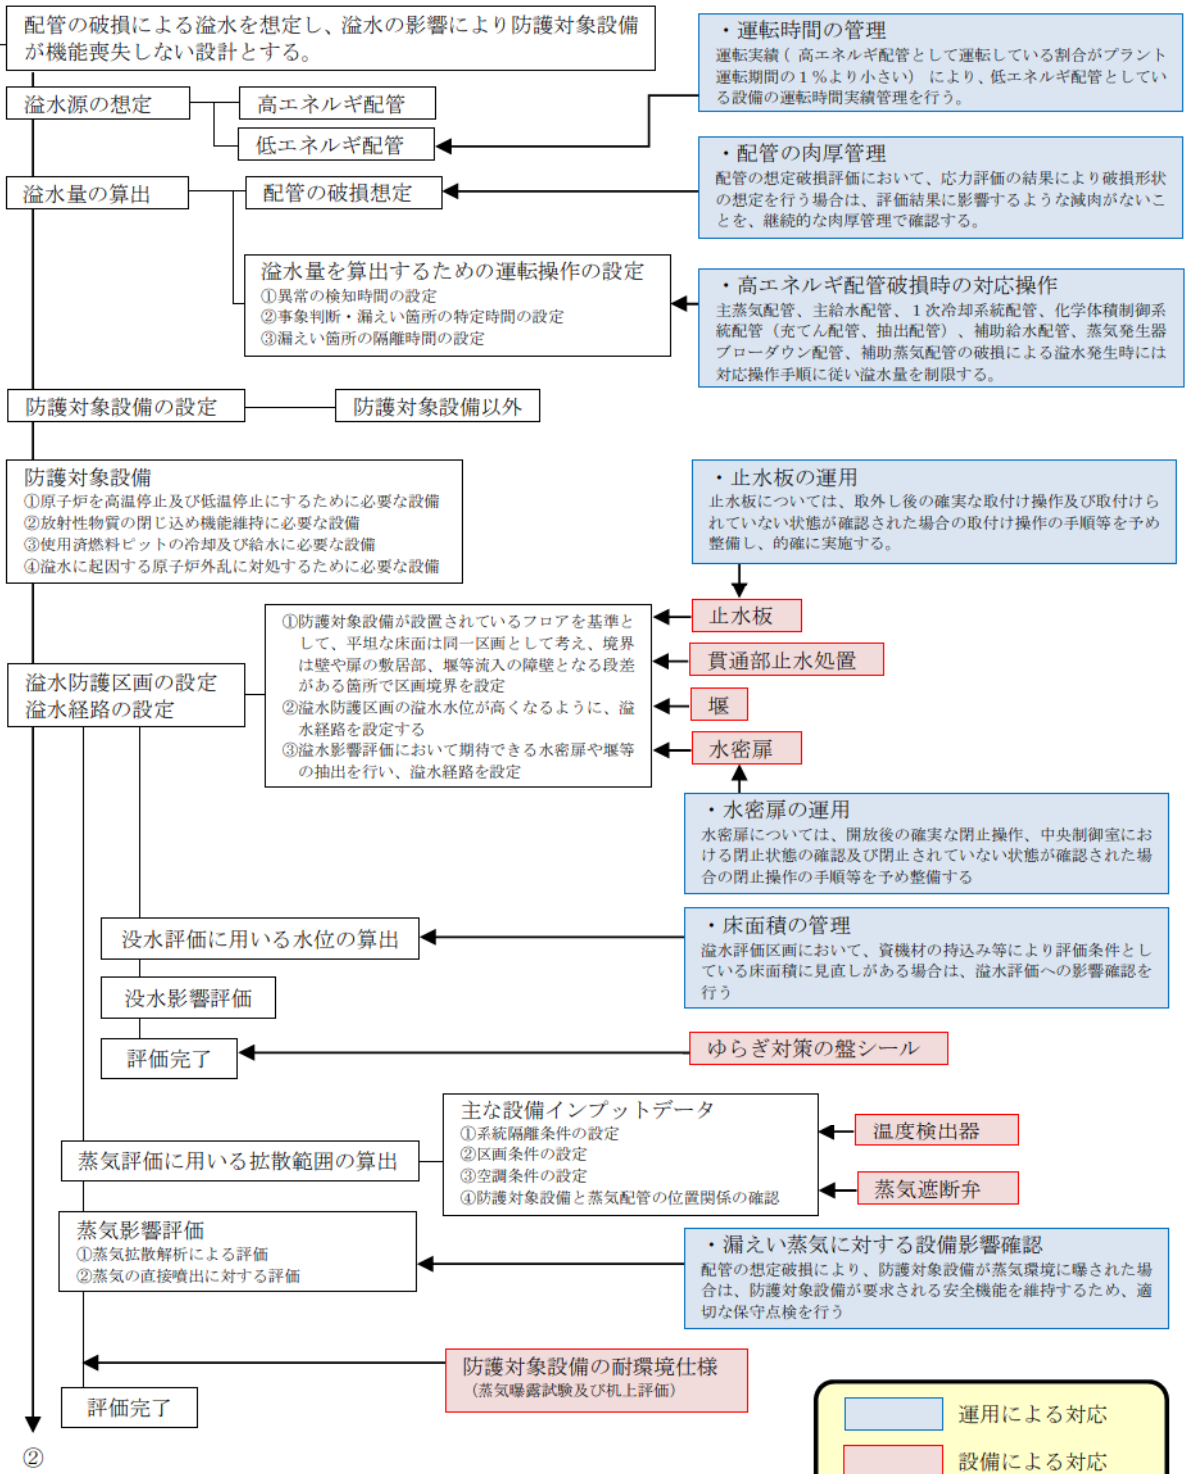 配管の破損による溢水を想定し、溢水の影響により防護対象設備
が機能喪失しない設計とする。
・運転時間の管理
運転実績（ 高エネルギ配管として運転している割合がプラント
運転期間の１％より小さい） により、低エネルギ配管としてい
る設備の運転時間実績管理を行う。
溢水源の想定
高エネルギ配管
低エネルギ配管
・配管の肉厚管理
配管の想定破損評価において、応力評価の結果により破損形状
の想定を行う場合は、評価結果に影響するような減肉がないこ
とを、継続的な肉厚管理で確認する。
溢水量の算出
配管の破損想定
溢水量を算出するための運転操作の設定
①異常の検知時間の設定
②事象判断・漏えい箇所の特定時間の設定
③漏えい箇所の隔離時間の設定
・高エネルギ配管破損時の対応操作
主蒸気配管、主給水配管、１次冷却系統配管、化学体積制御系
統配管（充てん配管、抽出配管）、補助給水配管、蒸気発生器
ブローダウン配管、補助蒸気配管の破損による溢水発生時には
対応操作手順に従い溢水量を制限する。
防護対象設備の設定
防護対象設備以外
防護対象設備
①原子炉を高温停止及び低温停止にするために必要な設備
②放射性物質の閉じ込め機能維持に必要な設備
③使用済燃料ピットの冷却及び給水に必要な設備
④溢水に起因する原子炉外乱に対処するために必要な設備
・止水板の運用
止水板については、取外し後の確実な取付け操作及び取付けら
れていない状態が確認された場合の取付け操作の手順等を予め
整備し、的確に実施する。
溢水防護区画の設定
溢水経路の設定
①防護対象設備が設置されているフロアを基準と
して、平坦な床面は同一区画として考え、境界
は壁や扉の敷居部、堰等流入の障壁となる段差
がある箇所で区画境界を設定
②溢水防護区画の溢水水位が高くなるように、溢
水経路を設定する
③溢水影響評価において期待できる水密扉や堰等
の抽出を行い、溢水経路を設定
止水板
貫通部止水処置
堰
水密扉
・水密扉の運用
水密扉については、開放後の確実な閉止操作、中央制御室にお
ける閉止状態の確認及び閉止されていない状態が確認された場
合の閉止操作の手順等を予め整備する
没水評価に用いる水位の算出
・床面積の管理
溢水評価区画において、資機材の持込み等により評価条件とし
ている床面積に見直しがある場合は、溢水評価への影響確認を
行う
没水影響評価
評価完了
ゆらぎ対策の盤シール
蒸気評価に用いる拡散範囲の算出
主な設備インプットデータ
①系統隔離条件の設定
②区画条件の設定
③空調条件の設定
④防護対象設備と蒸気配管の位置関係の確認
温度検出器
蒸気遮断弁
蒸気影響評価
①蒸気拡散解析による評価
②蒸気の直接噴出に対する評価
・漏えい蒸気に対する設備影響確認
配管の想定破損により、防護対象設備が蒸気環境に曝された場
合は、防護対象設備が要求される安全機能を維持するため、適
切な保守点検を行う
防護対象設備の耐環境仕様
（蒸気曝露試験及び机上評価）
評価完了
②
運用による対応
設備による対応